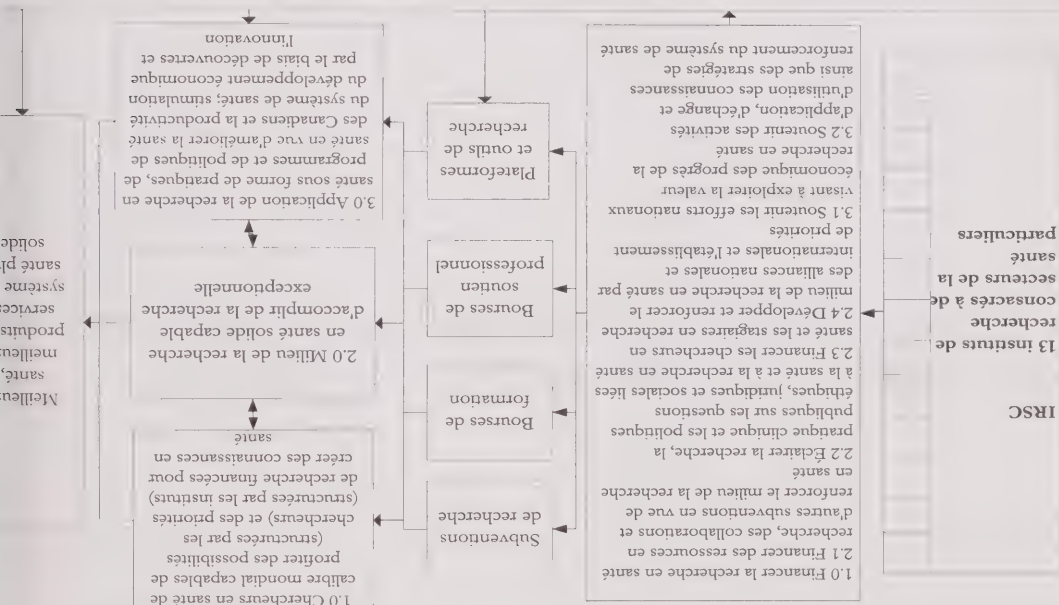 IRSC
13 instituts de
recherche
consacrés à de
secteurs de la
santé
particuliers
1.0 Financer la recherche en santé
2.1 Financer des ressources en
recherche, des collaborations et
d'autres subventions en vue de
renforcer le milieu de la recherche
en santé
2.2 Éclairer la recherche, la
pratique clinique et les politiques
publiques sur les questions
éthiques, juridiques et sociales liées
à la santé et à la recherche en santé
2.3 Financer les chercheurs en
santé et les stagiaires en recherche
2.4 Développer et renforcer le
milieu de la recherche en santé par
des alliances nationales et
internationales et l'établissement
de priorités
3.1 Soutenir les efforts nationaux
visant à exploiter la valeur
économique des progrès de la
recherche en santé
3.2 Soutenir des activités
d'application, d'échange et
d'utilisation des connaissances
ainsi que des stratégies de
renforcement du système de santé
Subventions
de recherche
Bourses de
formation
Bourses de
soutien
professionnel
Plateformes
et outils de
recherche
1.0 Chercheurs en santé de
calibre mondial capables de
profiter des possibilités
(structurées par les
chercheurs) et des priorités
(structurées par les instituts)
de recherche financées pour
créer des connaissances en
santé
2.0 Milieu de la recherche
en santé solide capable
d'accomplir de la recherche
exceptionnelle
3.0 Application de la recherche en
santé sous forme de pratiques, de
programmes et de politiques de
santé en vue d'améliorer la santé
des Canadiens et la productivité
du système de santé; stimulation
du développement économique
par le biais de découvertes et
l'innovation
Meilleu
santé,
meilleu
produits
services
système
santé pl
solide